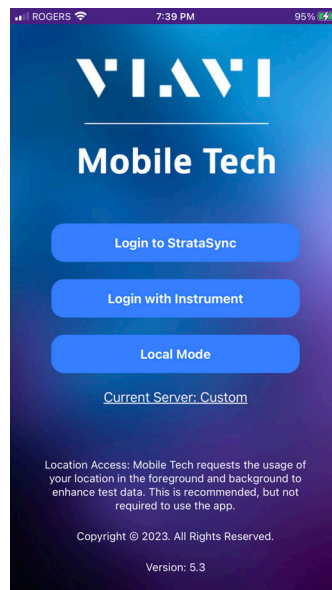 ROGERS 7:39 PM 95%
VIAVI
Mobile Tech
Login to StrataSync
Login with Instrument
Local Mode
Current Server: Custom
Location Access: Mobile Tech requests the usage of
your location in the foreground and background to
enhance test data. This is recommended, but not
required to use the app.
Copyright © 2023. All Rights Reserved.
Version: 5.3